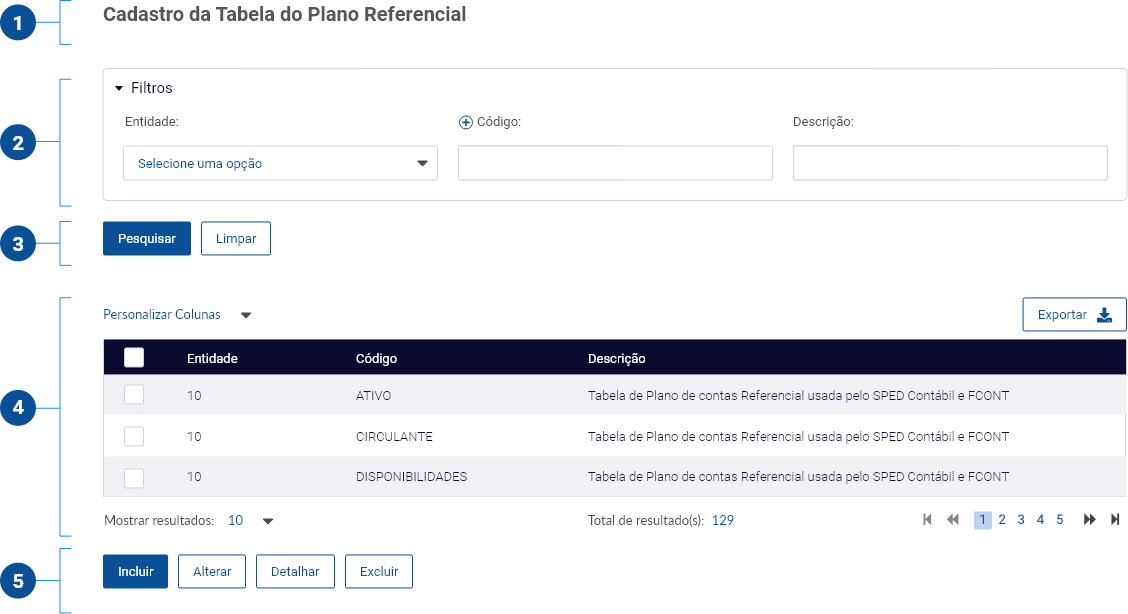 1
Cadastro da Tabela do Plano Referencial
2
Filtros
Entidade: Código: Descrição:
Selecione uma opção
3
Pesquisar Limpar
4
Personalizar Colunas Exportar
Entidade Código Descrição
10 ATIVO Tabela de Plano de contas Referencial usada pelo SPED Contábil e FCONT
10 CIRCULANTE Tabela de Plano de contas Referencial usada pelo SPED Contábil e FCONT
10 DISPONIBILIDADES Tabela de Plano de contas Referencial usada pelo SPED Contábil e FCONT
Mostrar resultados: 10 Total de resultado(s): 129 1 2 3 4 5
5
Incluir Alterar Detalhar Excluir